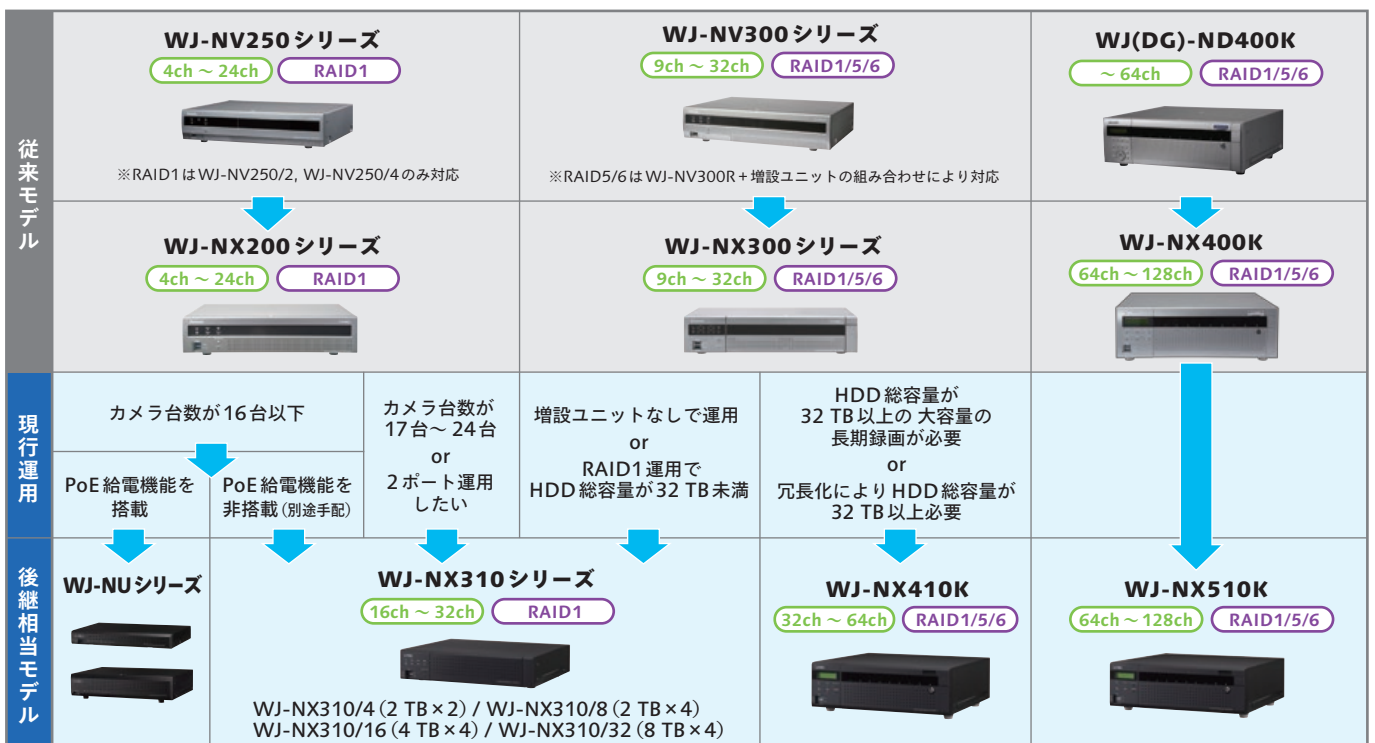 従来モデル
WJ-NV250シリーズ
4ch ～ 24ch
RAID1
※RAID1はWJ-NV250/2, WJ-NV250/4のみ対応
WJ-NV300シリーズ
9ch ～ 32ch
RAID1/5/6
※RAID5/6はWJ-NV300R+増設ユニットの組み合わせにより対応
WJ(DG)-ND400K
～ 64ch
RAID1/5/6
WJ-NX200シリーズ
4ch ～ 24ch
RAID1
WJ-NX300シリーズ
9ch ～ 32ch
RAID1/5/6
WJ-NX400K
64ch ～ 128ch
RAID1/5/6
現行運用
カメラ台数が16台以下
PoE給電機能を
搭載
PoE給電機能を
非搭載（別途手配）
カメラ台数が
17台～ 24台
or
2ポート運用
したい
増設ユニットなしで運用
or
RAID1運用で
HDD総容量が32 TB未満
HDD総容量が
32 TB以上の 大容量の
長期録画が必要
or
冗長化によりHDD総容量が
32 TB以上必要
後継相当モデル
WJ-NUシリーズ
WJ-NX310シリーズ
16ch ～ 32ch
RAID1
WJ-NX310/4（2 TB×2）/ WJ-NX310/8（2 TB×4）
WJ-NX310/16（4 TB×4）/ WJ-NX310/32（8 TB×4）
WJ-NX410K
32ch ～ 64ch
RAID1/5/6
WJ-NX510K
64ch ～ 128ch
RAID1/5/6